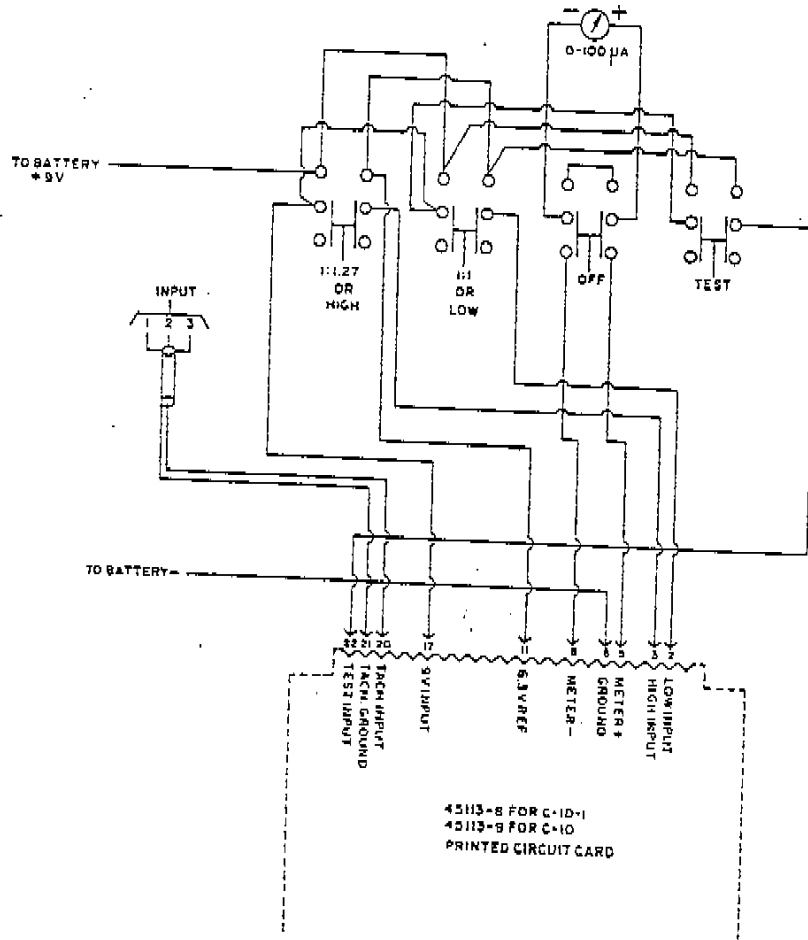 - +
0-100 µA
TO BATTERY
+ 9V
1:1.27
OR
HIGH
1:1
OR
LOW
OFF
TEST
INPUT
1 2 3
TO BATTERY-
22 21 20 17 11 8 6 5 3 2
TEST INPUT
TACH. GROUND
TACH INPUT
9V INPUT
6.3 V REF
METER -
GROUND
METER +
HIGH INPUT
LOW INPUT
45113-8 FOR C-10-1
45113-9 FOR C-10
PRINTED CIRCUIT CARD